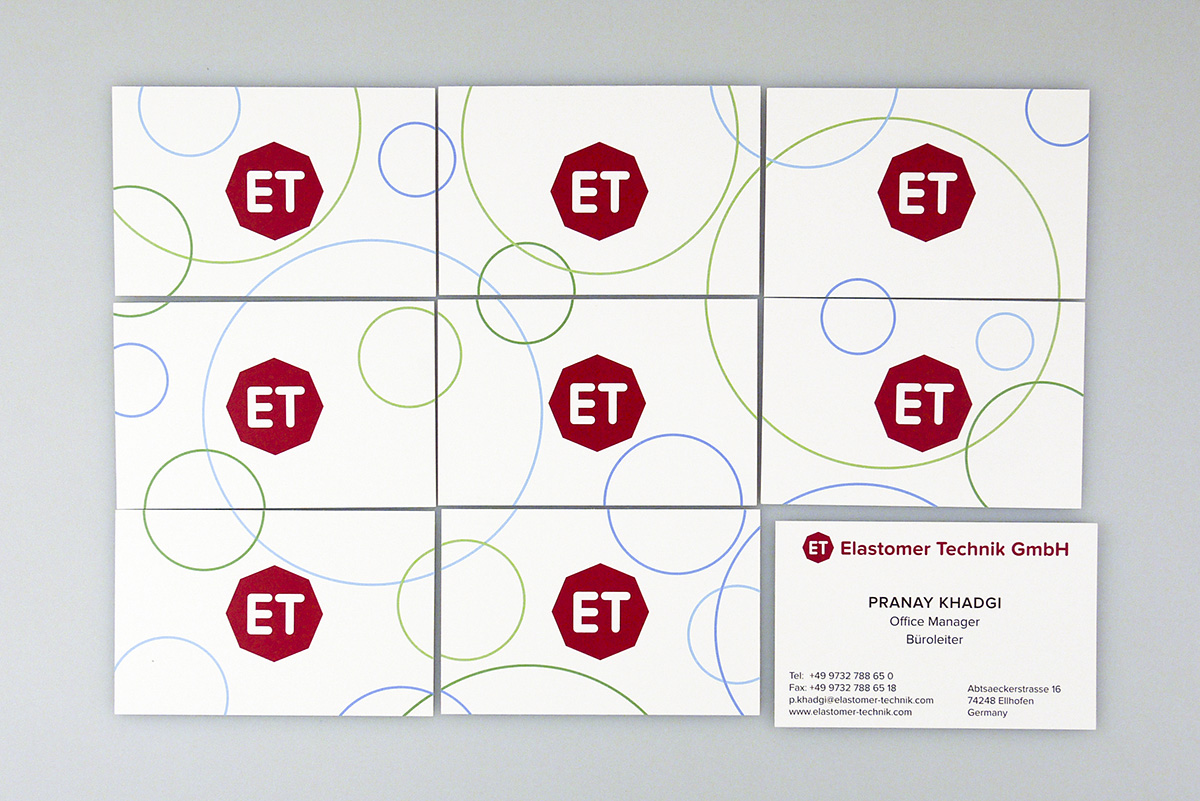 ET
ET
ET
ET
ET
ET
ET
ET
ET Elastomer Technik GmbH
PRANAY KHADGI
Office Manager
Büroleiter
Tel: +49 9732 788 65 0
Fax: +49 9732 788 65 18
p.khadgi@elastomer-technik.com
www.elastomer-technik.com
Abtsaeckerstrasse 16
74248 Ellhofen
Germany